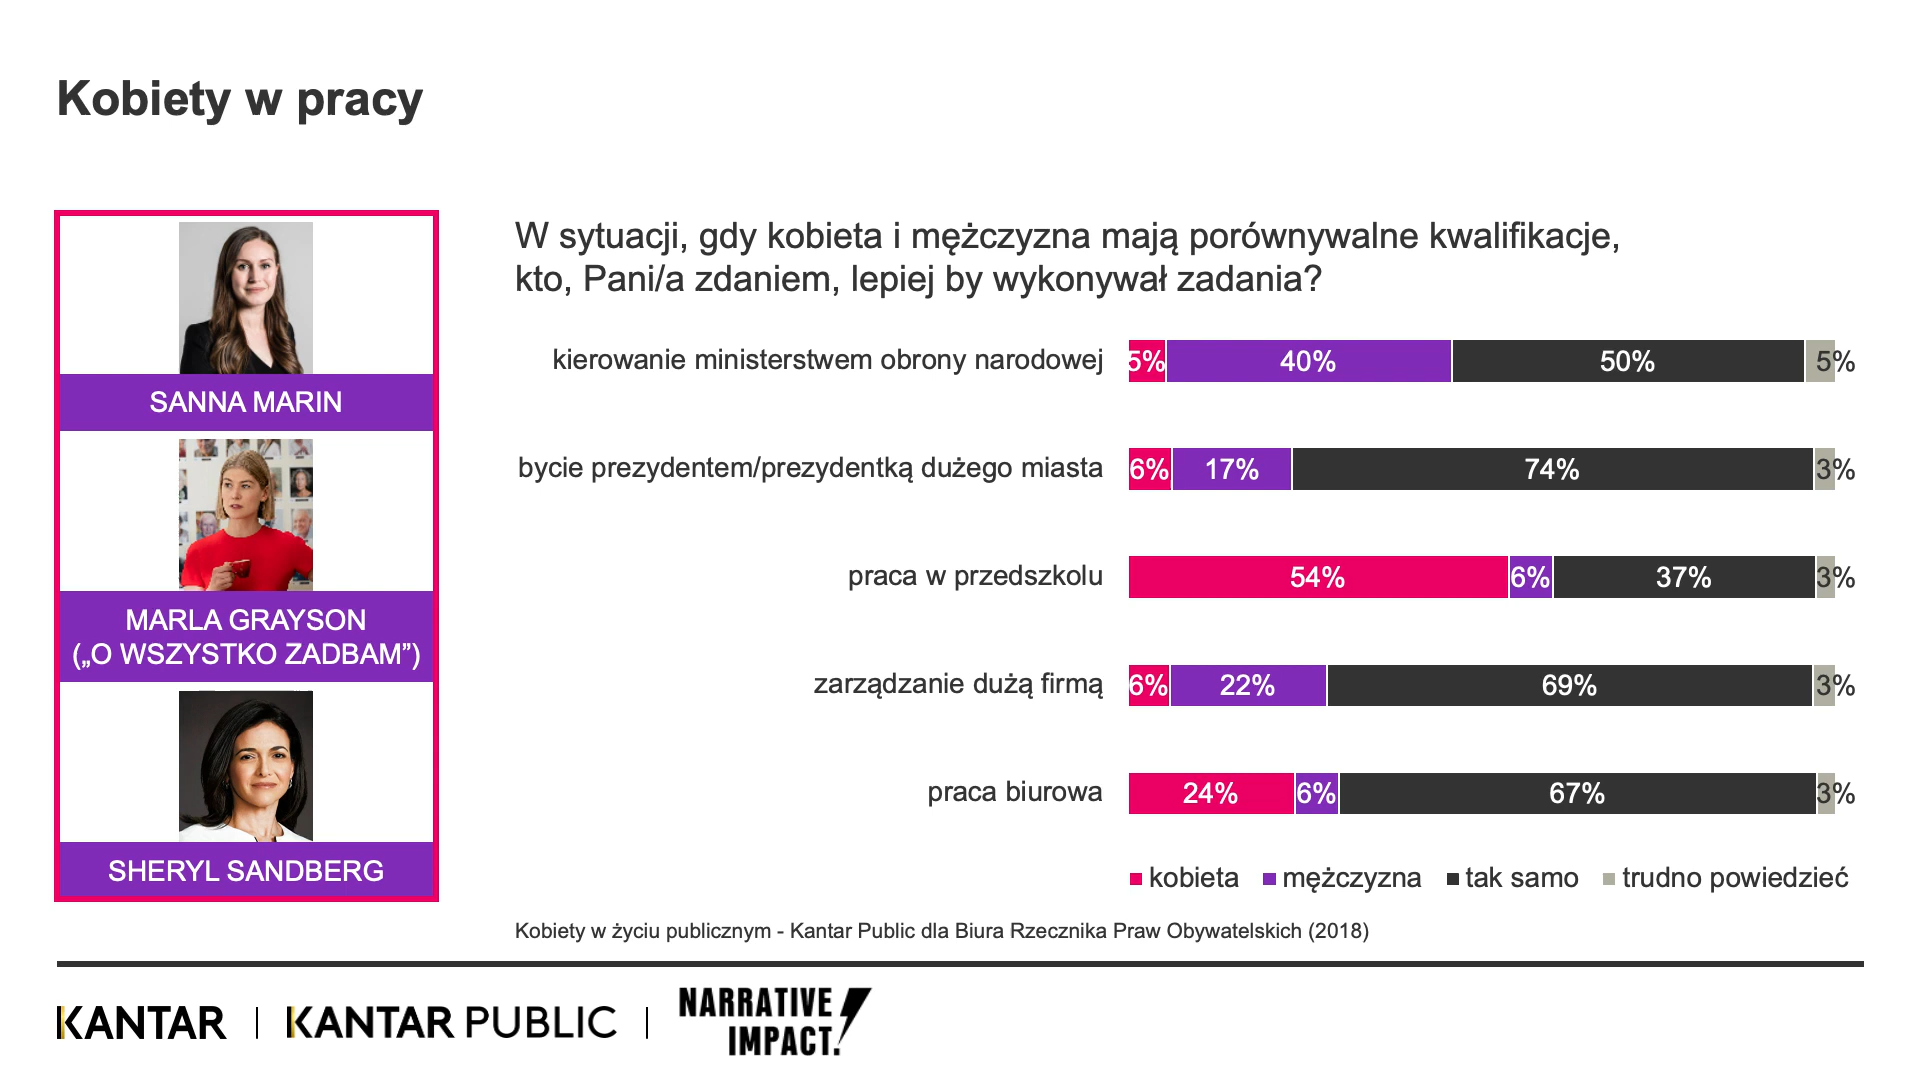 Kobiety w pracy
SANNA MARIN
MARLA GRAYSON
(„O WSZYSTKO ZADBAM”)
SHERYL SANDBERG
W sytuacji, gdy kobieta i mężczyzna mają porównywalne kwalifikacje,
kto, Pani/a zdaniem, lepiej by wykonywał zadania?
kierowanie ministerstwem obrony narodowej 5% 40% 50% 5%
bycie prezydentem/prezydentką dużego miasta 6% 17% 74% 3%
praca w przedszkolu 54% 6% 37% 3%
zarządzanie dużą firmą 6% 22% 69% 3%
praca biurowa 24% 6% 67% 3%
kobieta mężczyzna tak samo trudno powiedzieć
Kobiety w życiu publicznym - Kantar Public dla Biura Rzecznika Praw Obywatelskich (2018)
KANTAR | KANTAR PUBLIC |
NARRATIVE
IMPACT.